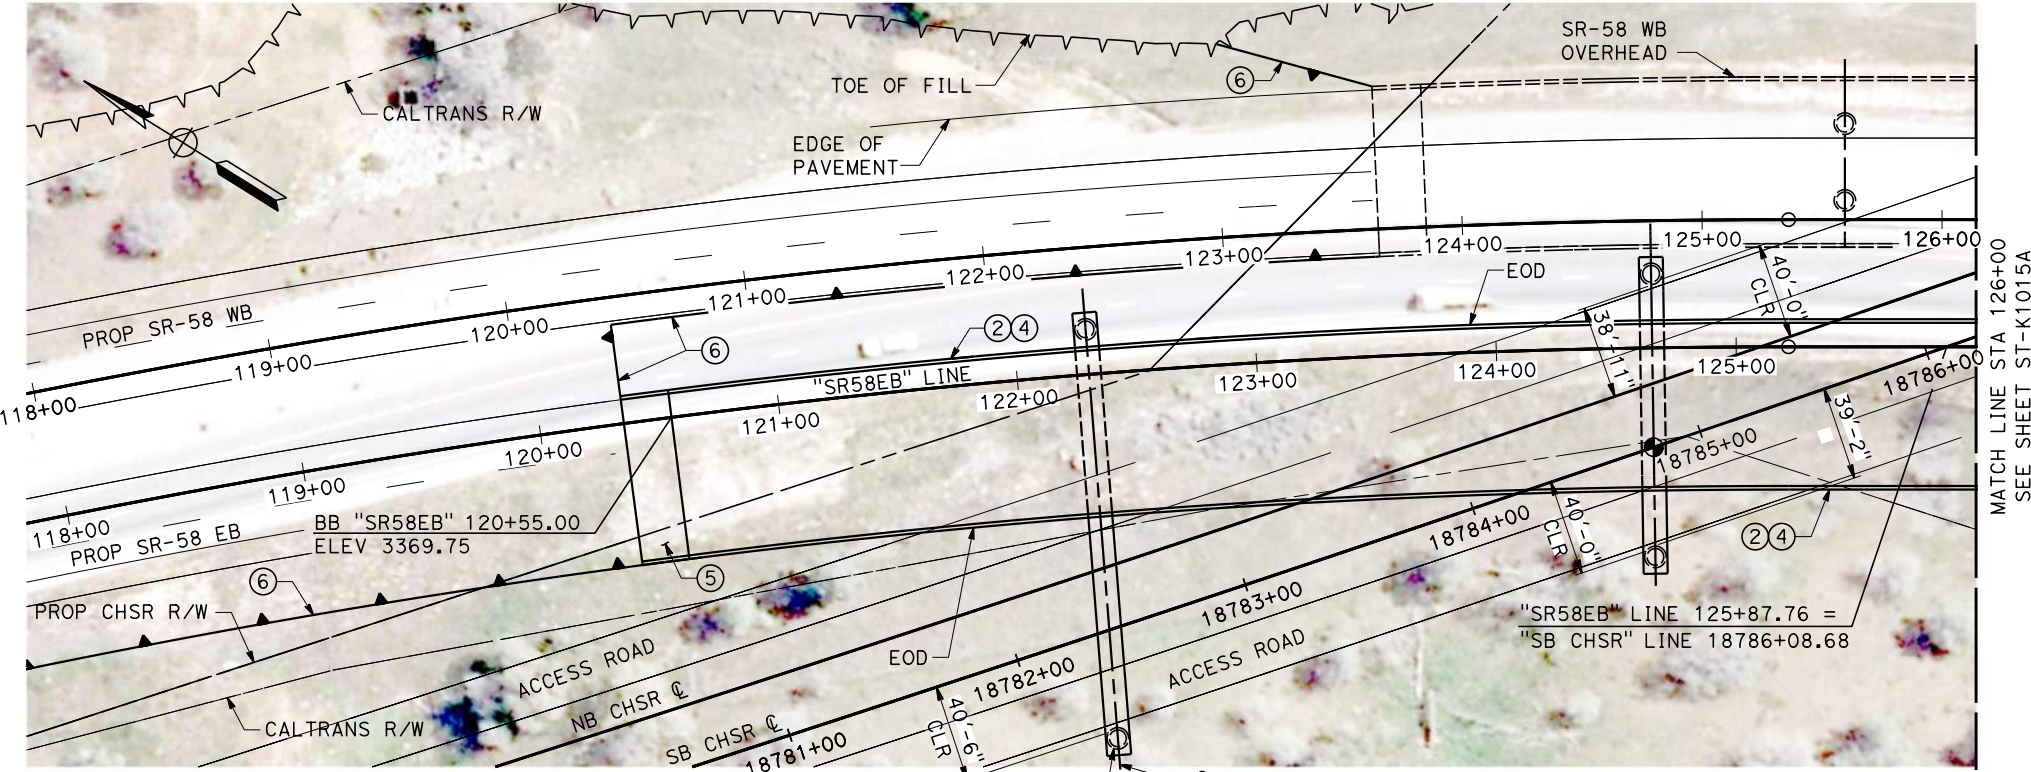 SR-58 WB
OVERHEAD
6
TOE OF FILL
CALTRANS R/W
EDGE OF
PAVEMENT
126+00
125+00
124+00
123+00
122+00
121+00
120+00
119+00
118+00
PROP SR-58 WB
EOD
40'-0"
CLR
38'-11"
2 4
6
"SR58EB" LINE
125+00
124+00
123+00
122+00
121+00
120+00
119+00
118+00
PROP SR-58 EB
BB "SR58EB" 120+55.00
ELEV 3369.75
MATCH LINE STA 126+00
SEE SHEET ST-K1015A
18786+00
18785+00
18784+00
18783+00
18782+00
18781+00
39'-2"
40'-0"
CLR
2 4
5
6
PROP CHSR R/W
CALTRANS R/W
ACCESS ROAD
NB CHSR ℄
SB CHSR ℄
EOD
40'-6"
CLR
ACCESS ROAD
"SR58EB" LINE 125+87.76 =
"SB CHSR" LINE 18786+08.68